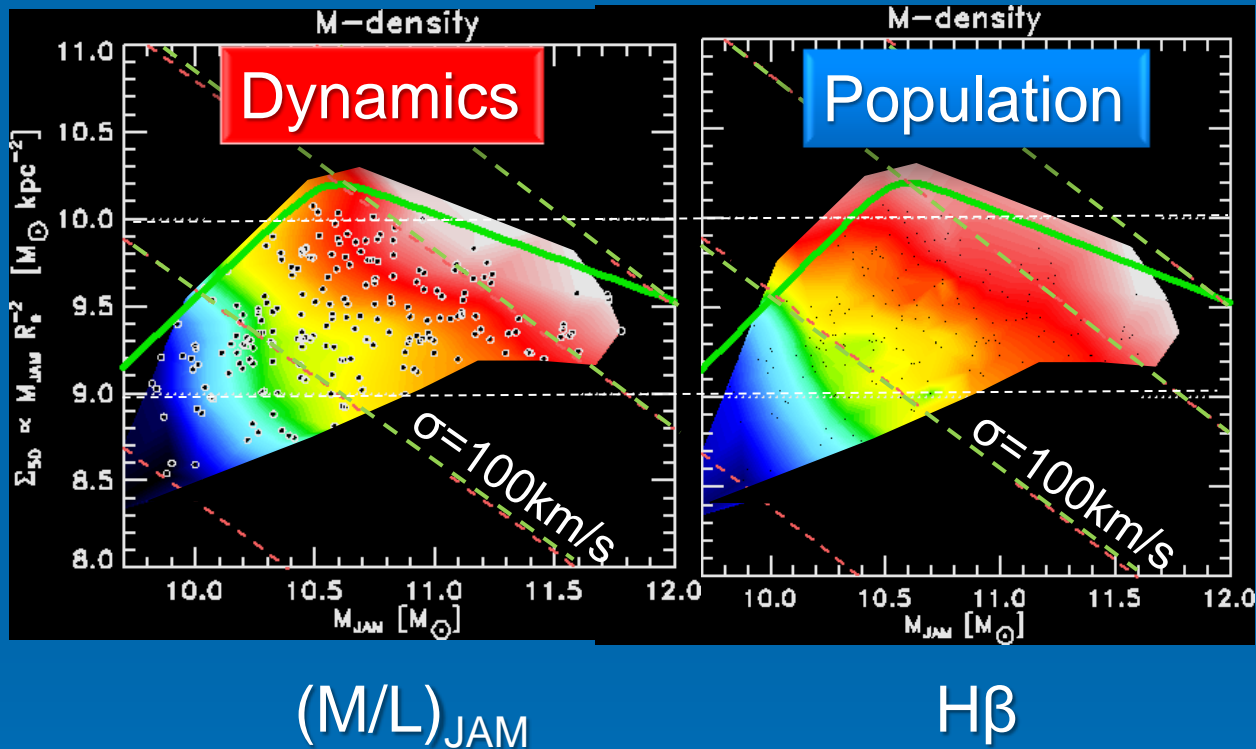 M-density
Dynamics
Σ50 ∝ MJAM Re-2 [M⊙ kpc-2]
11.0
10.5
10.0
9.5
9.0
8.5
8.0
σ=100km/s
10.0 10.5 11.0 11.5 12.0
MJAM [M⊙]
(M/L)JAM
M-density
Population
σ=100km/s
10.0 10.5 11.0 11.5 12.0
MJAM [M⊙]
Hβ